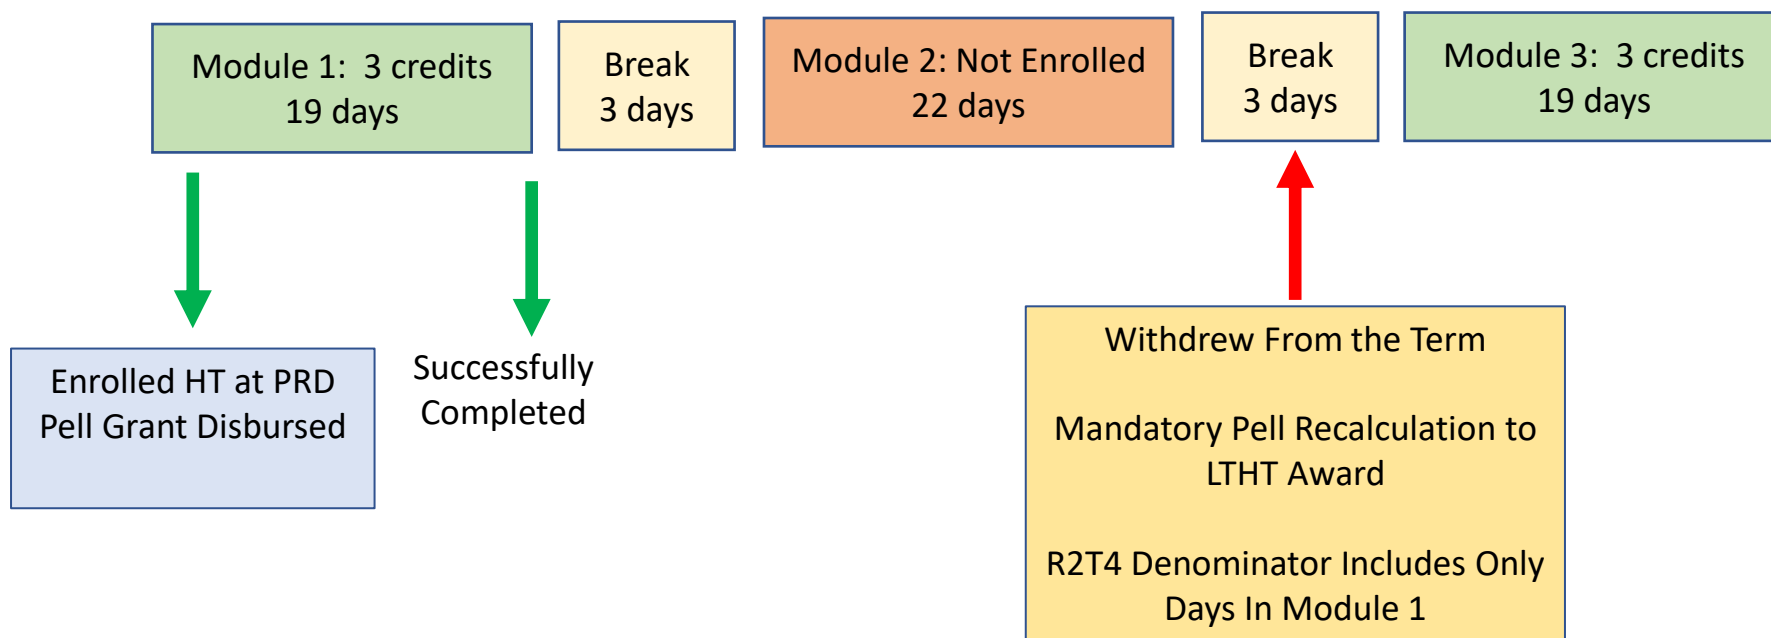 Module 1:  3 credits
19 days
Break
3 days
Module 2: Not Enrolled
22 days
Break
3 days
Module 3:  3 credits
19 days
Enrolled HT at PRD
Pell Grant Disbursed
Successfully
Completed
Withdrew From the Term
Mandatory Pell Recalculation to
LTHT Award
R2T4 Denominator Includes Only
Days In Module 1